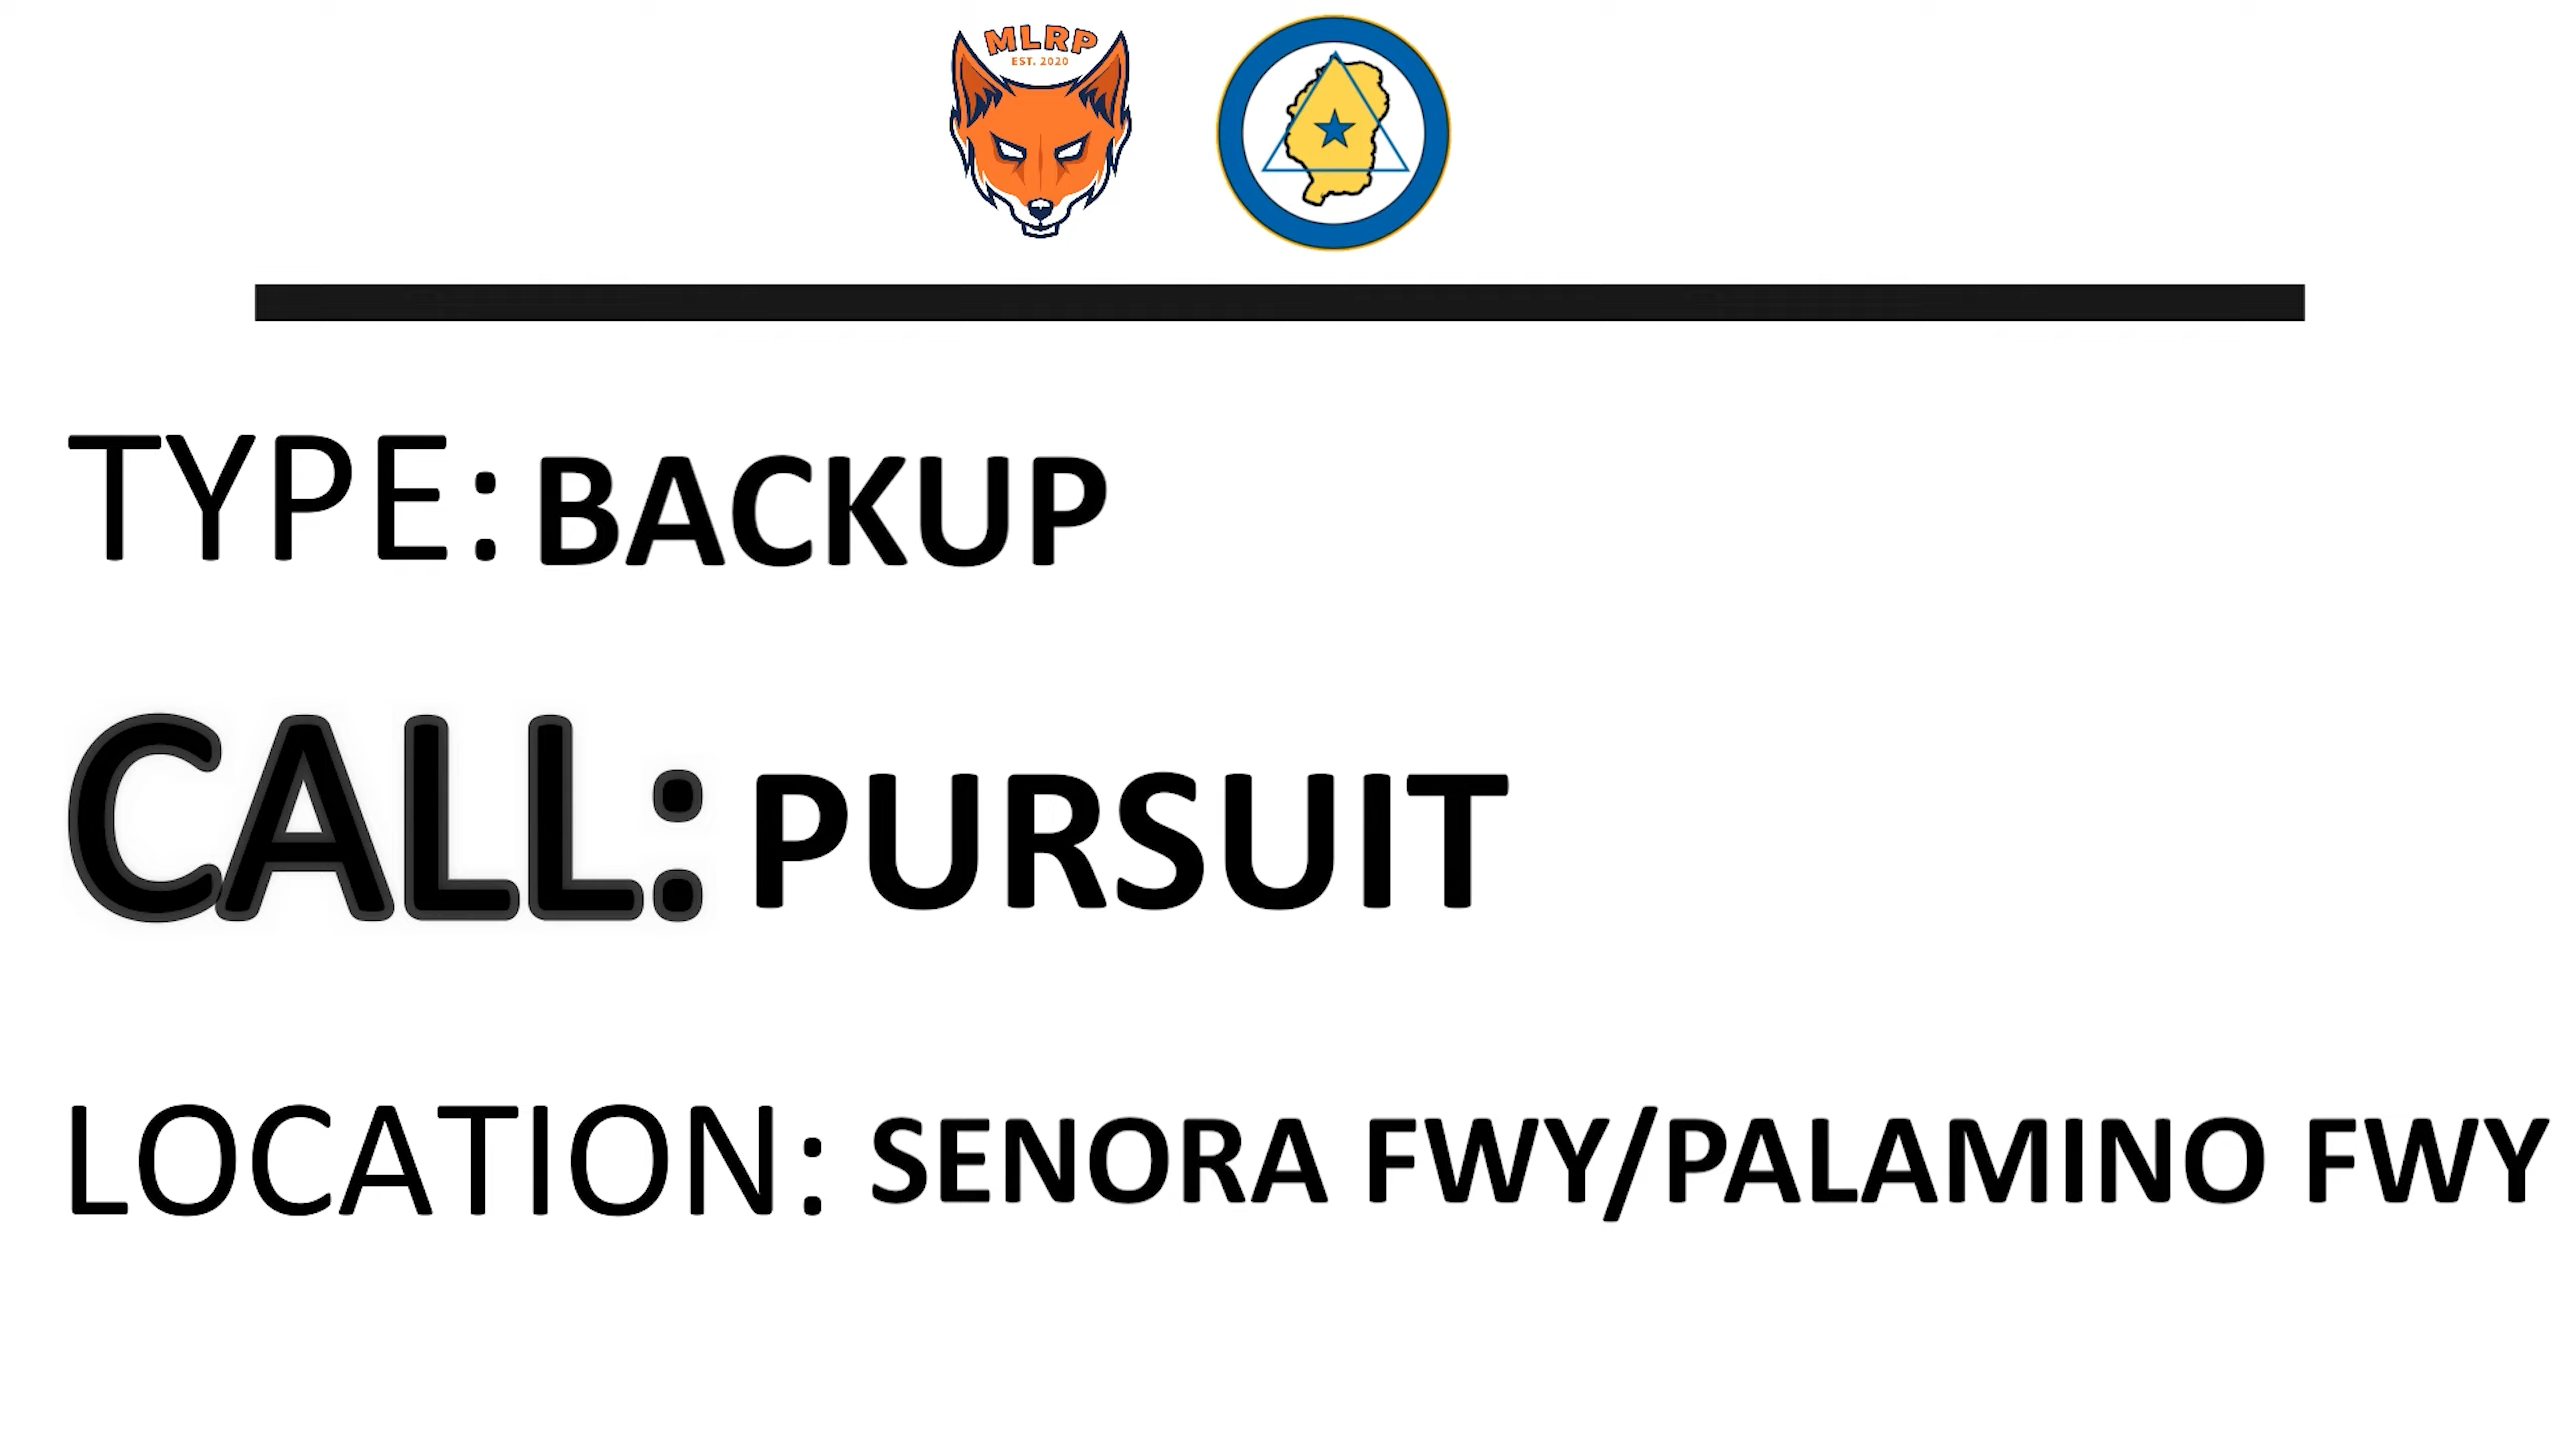 MLRP
EST. 2020
TYPE: BACKUP
CALL: PURSUIT
LOCATION: SENORA FWY/PALAMINO FWY